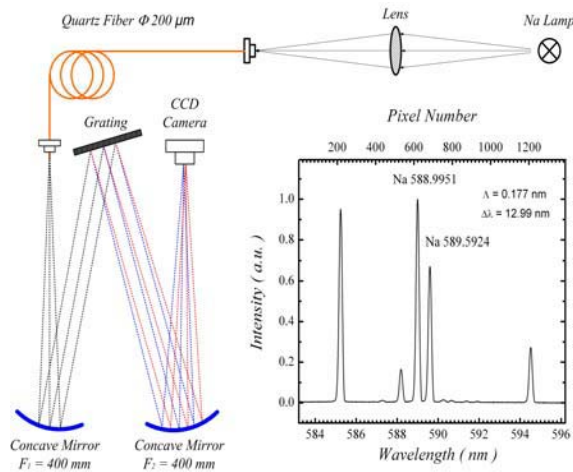 Quartz Fiber Φ 200 µm
Lens
Na Lamp
Grating
CCD
Camera
Pixel Number
200 400 600 800 1000 1200
Na 588.9951
Λ = 0.177 nm
Δλ = 12.99 nm
Na 589.5924
Intensity ( a.u. )
1.0
0.8
0.6
0.4
0.2
0.0
584 586 588 590 592 594 596
Wavelength ( nm )
Concave Mirror
F₁ = 400 mm
Concave Mirror
F₂ = 400 mm